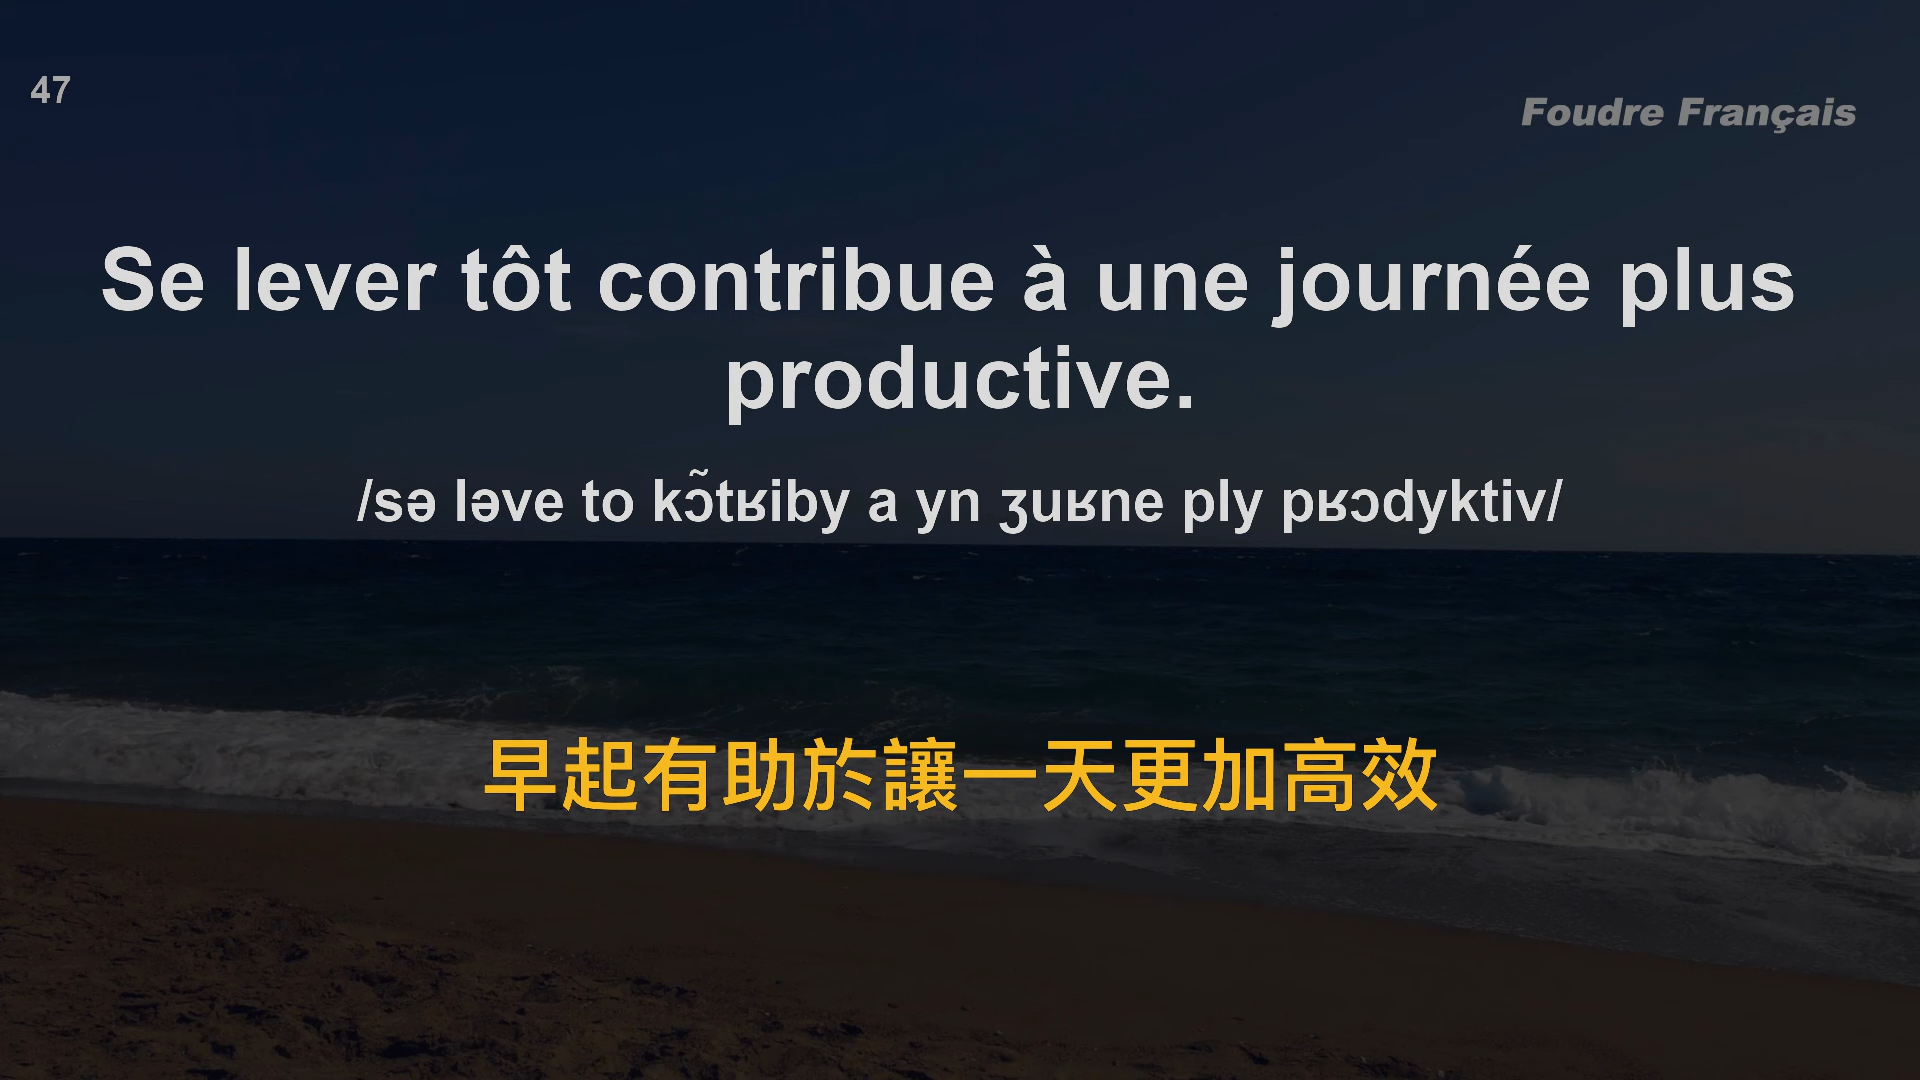 47
Foudre Français
Se lever tôt contribue à une journée plus
productive.
/sə ləve to kɔ̃tʁiby a yn ʒuʁne ply pʁɔdyktiv/
早起有助於讓一天更加高效